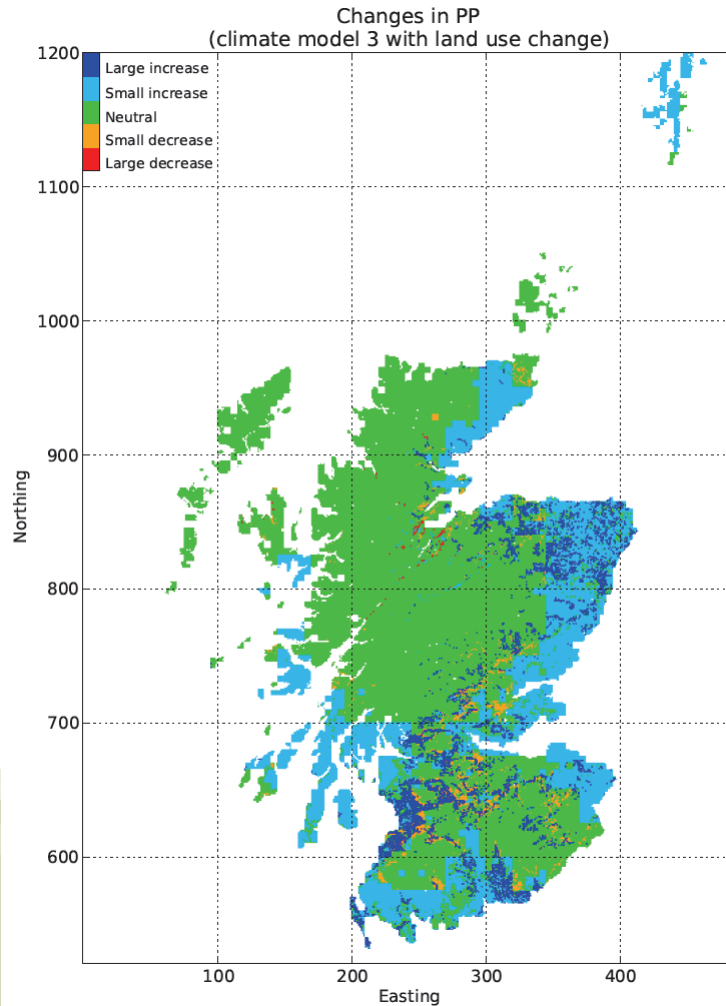 Changes in PP
(climate model 3 with land use change)
1200
Large increase
Small increase
Neutral
Small decrease
Large decrease
1100
1000
900
Northing
800
700
600
100 200 300 400
Easting